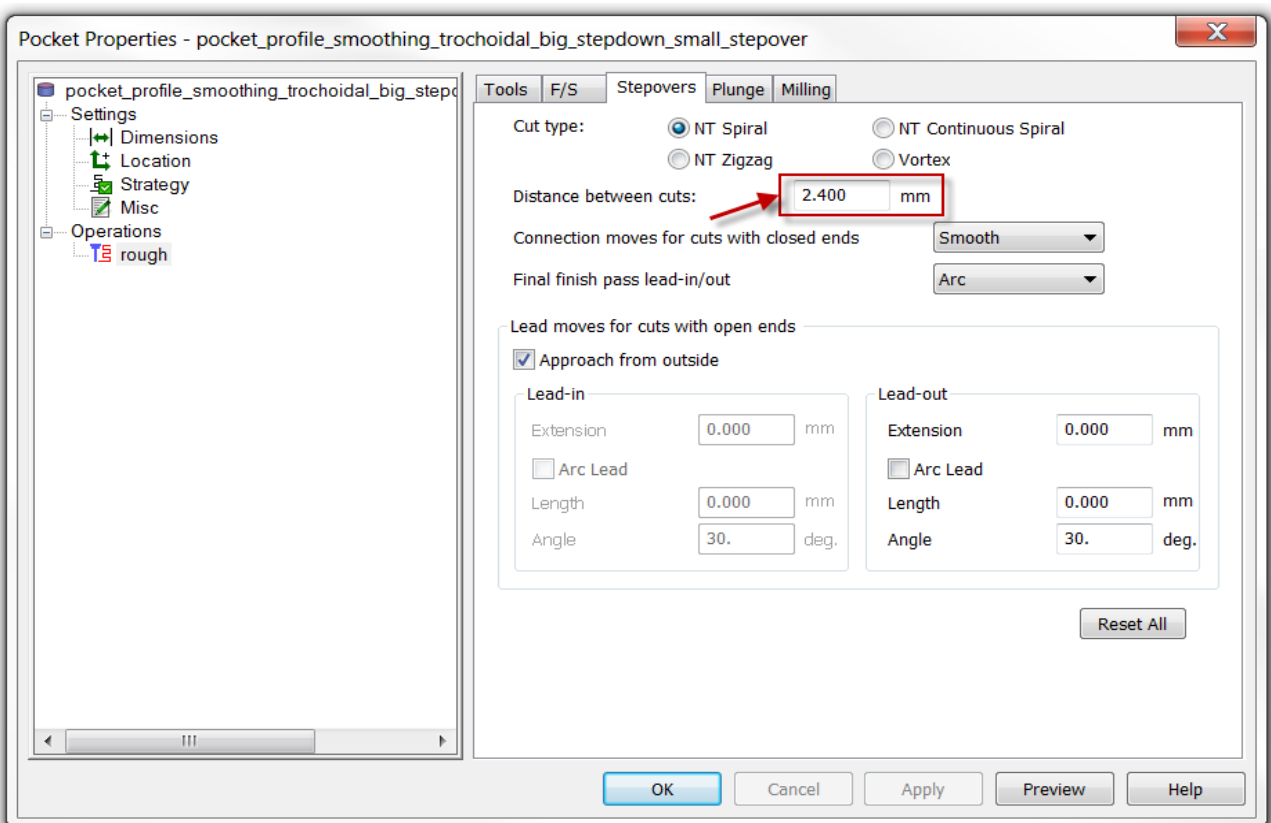 Pocket Properties - pocket_profile_smoothing_trochoidal_big_stepdown_small_stepover
pocket_profile_smoothing_trochoidal_big_stepd
Settings
Dimensions
Location
Strategy
Misc
Operations
rough
Tools F/S Stepovers Plunge Milling
Cut type: NT Spiral NT Continuous Spiral
NT Zigzag Vortex
Distance between cuts: 2.400 mm
Connection moves for cuts with closed ends Smooth
Final finish pass lead-in/out Arc
Lead moves for cuts with open ends
Approach from outside
Lead-in
Extension 0.000 mm
Arc Lead
Length 0.000 mm
Angle 30. deg.
Lead-out
Extension 0.000 mm
Arc Lead
Length 0.000 mm
Angle 30. deg.
Reset All
OK Cancel Apply Preview Help